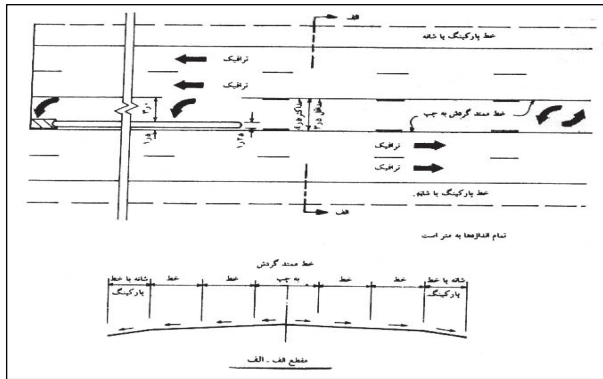 الف
خط پارکینگ یا شانه
ترافیک
ترافیک
خط ممتد گردش به چپ
ترافیک
ترافیک
خط پارکینگ یا شانه
الف
تمام اندازه‌ها به متر است
خط ممتد گردش
شانه یا خط خط خط به چپ خط خط شانه یا خط
پارکینگ پارکینگ
مقطع الف - الف